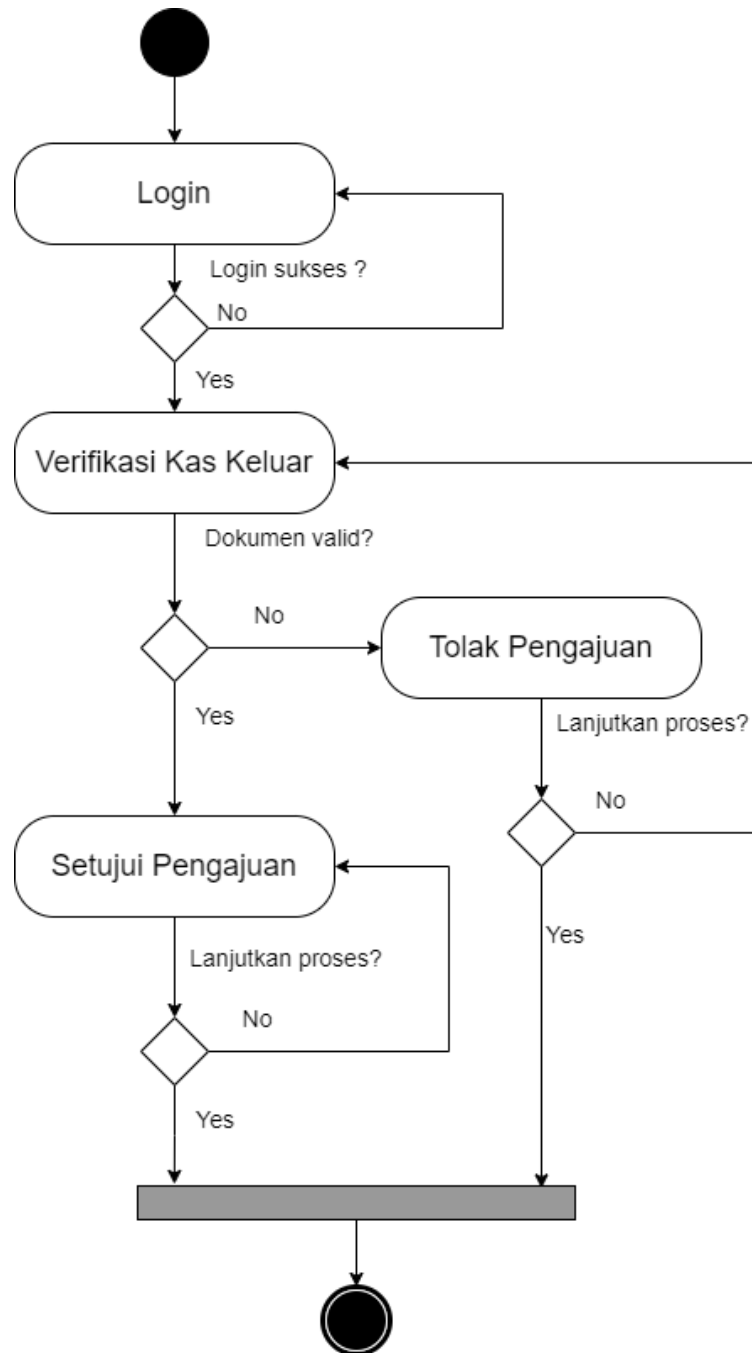 Login
Login sukses ?
No
Yes
Verifikasi Kas Keluar
Dokumen valid?
No
Tolak Pengajuan
Yes
Lanjutkan proses?
No
Setujui Pengajuan
Yes
Lanjutkan proses?
No
Yes